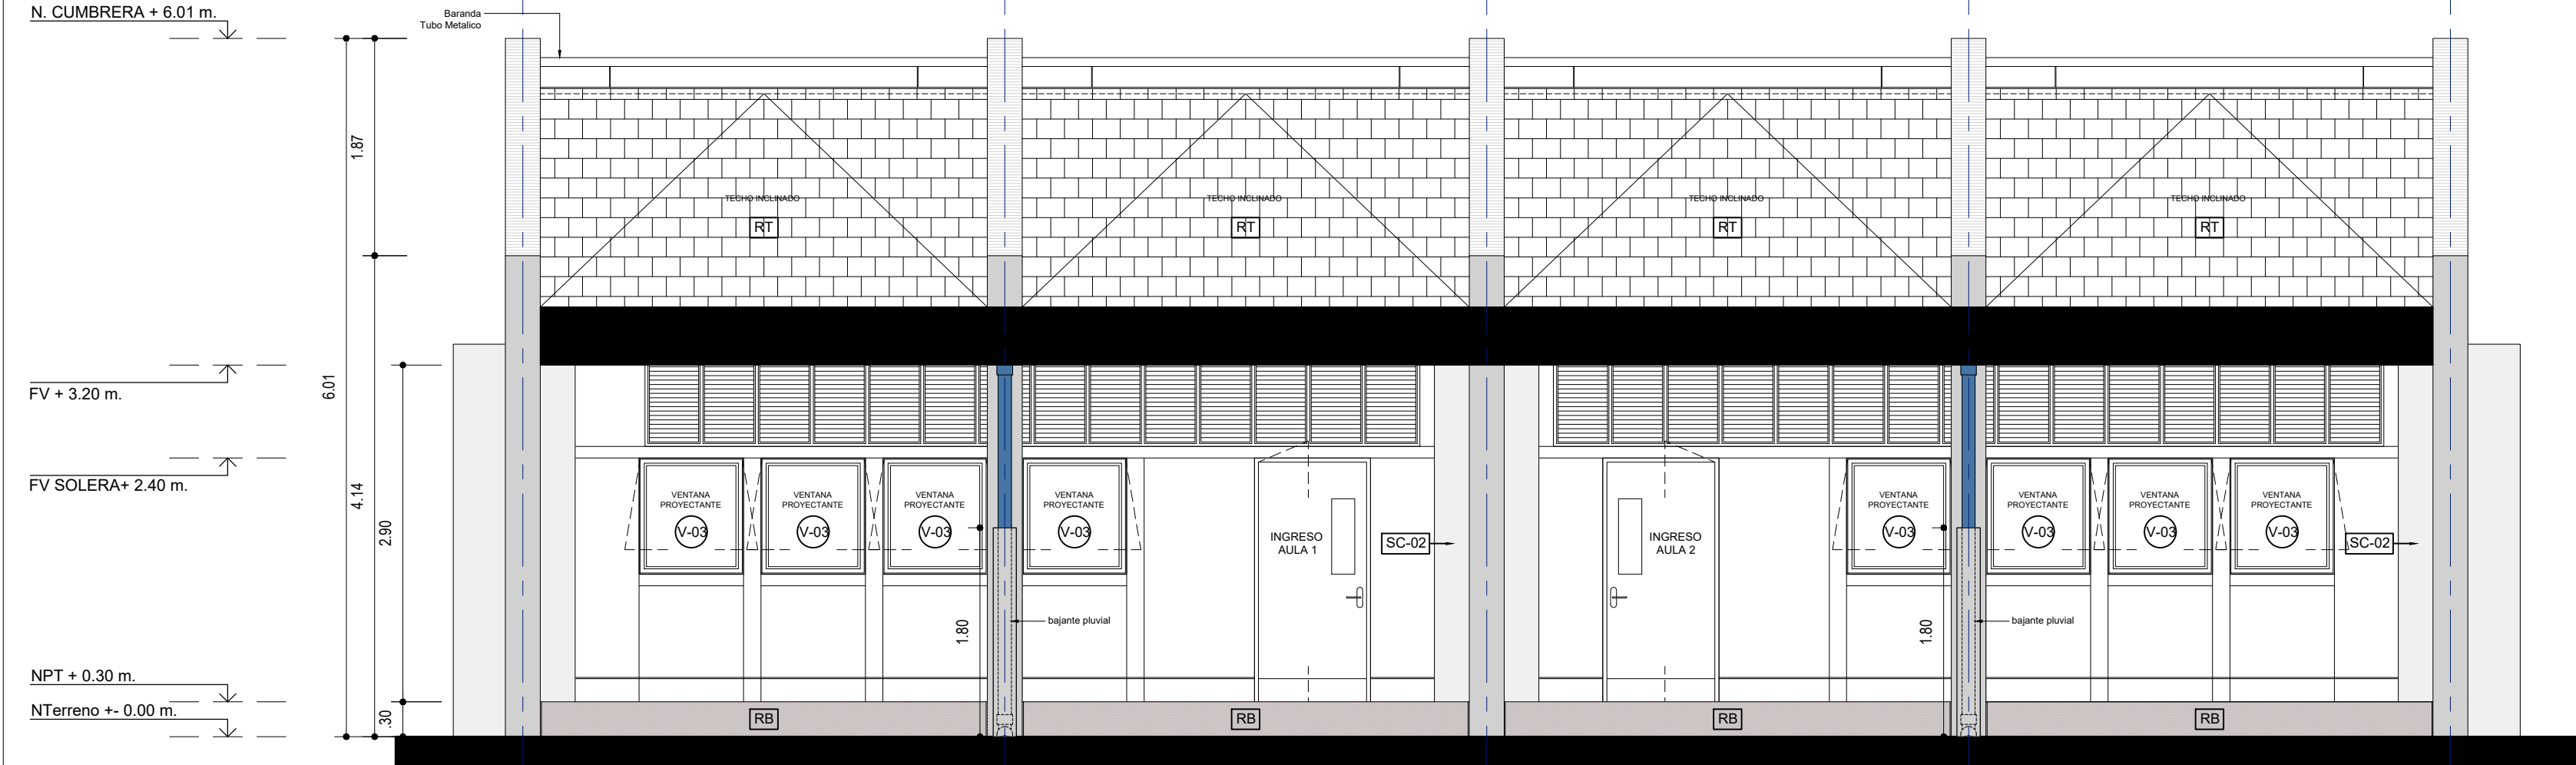 N. CUMBRERA + 6.01 m.
Baranda
Tubo Metalico
1.87
TECHO INCLINADO
RT
TECHO INCLINADO
RT
TECHO INCLINADO
RT
TECHO INCLINADO
RT
FV + 3.20 m.
6.01
FV SOLERA+ 2.40 m.
4.14
2.90
VENTANA
PROYECTANTE
V-03
VENTANA
PROYECTANTE
V-03
VENTANA
PROYECTANTE
V-03
VENTANA
PROYECTANTE
V-03
INGRESO
AULA 1
SC-02
INGRESO
AULA 2
VENTANA
PROYECTANTE
V-03
VENTANA
PROYECTANTE
V-03
VENTANA
PROYECTANTE
V-03
VENTANA
PROYECTANTE
V-03
SC-02
1.80
bajante pluvial
1.80
bajante pluvial
NPT + 0.30 m.
NTerreno +- 0.00 m.
.30
RB
RB
RB
RB